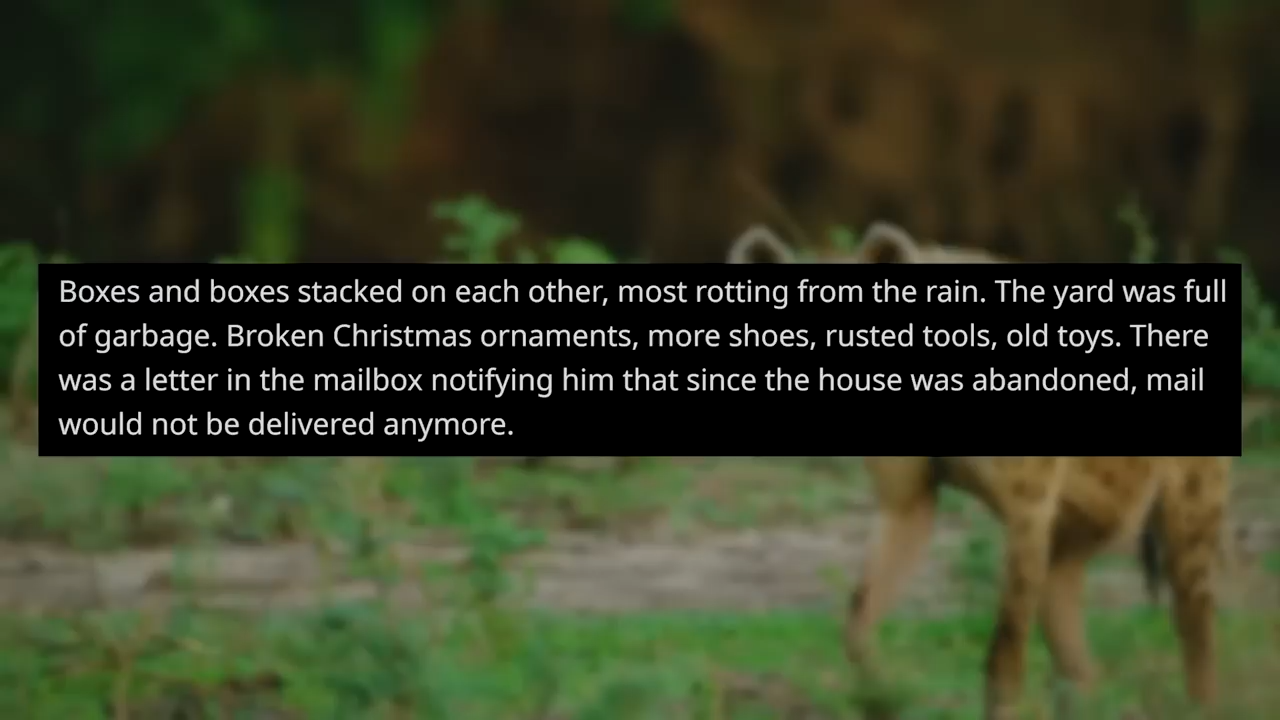 Boxes and boxes stacked on each other, most rotting from the rain. The yard was full
of garbage. Broken Christmas ornaments, more shoes, rusted tools, old toys. There
was a letter in the mailbox notifying him that since the house was abandoned, mail
would not be delivered anymore.